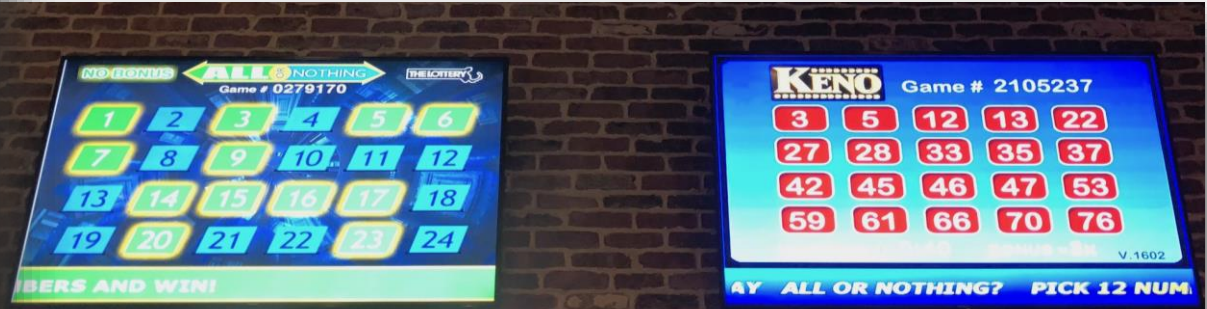 NO BONUS ALL OR NOTHING THE LOTTERY
Game # 0279170
1 2 3 4 5 6
7 8 9 10 11 12
13 14 15 16 17 18
19 20 21 22 23 24
BERS AND WIN!
KENO Game # 2105237
3 5 12 13 22
27 28 33 35 37
42 45 46 47 53
59 61 66 70 76
V.1602
AY ALL OR NOTHING? PICK 12 NUM